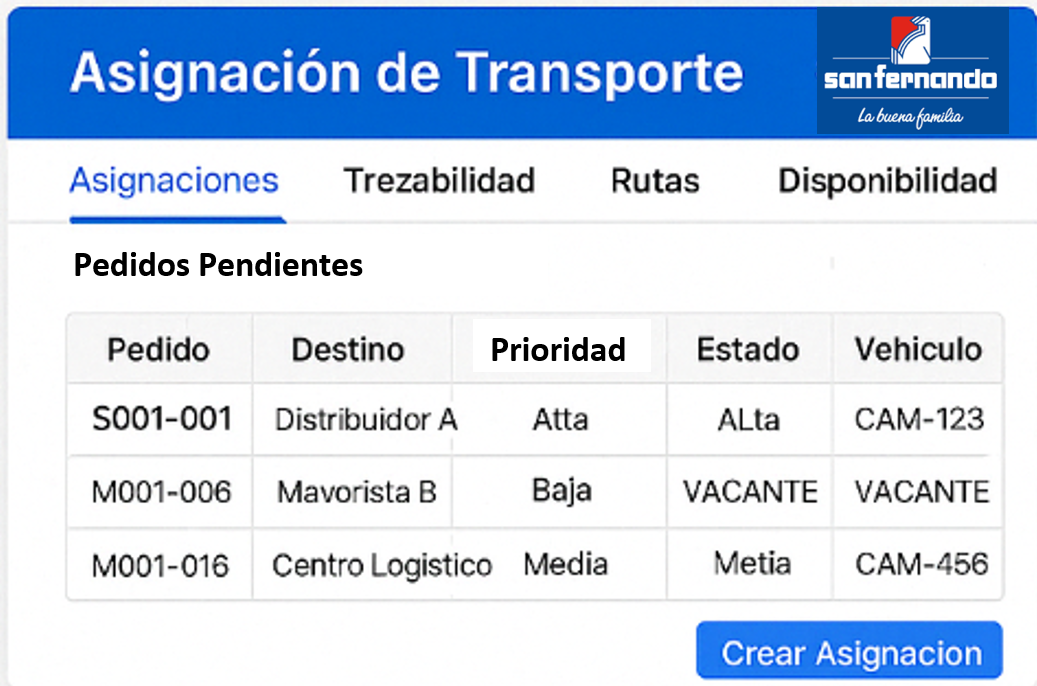 Asignación de Transporte
sanfernando
La buena familia
Asignaciones Trezabilidad Rutas Disponibilidad
Pedidos Pendientes
Pedido Destino Prioridad Estado Vehiculo
S001-001 Distribuidor A Atta ALta CAM-123
M001-006 Mavorista B Baja VACANTE VACANTE
M001-016 Centro Logistico Media Metia CAM-456
Crear Asignacion